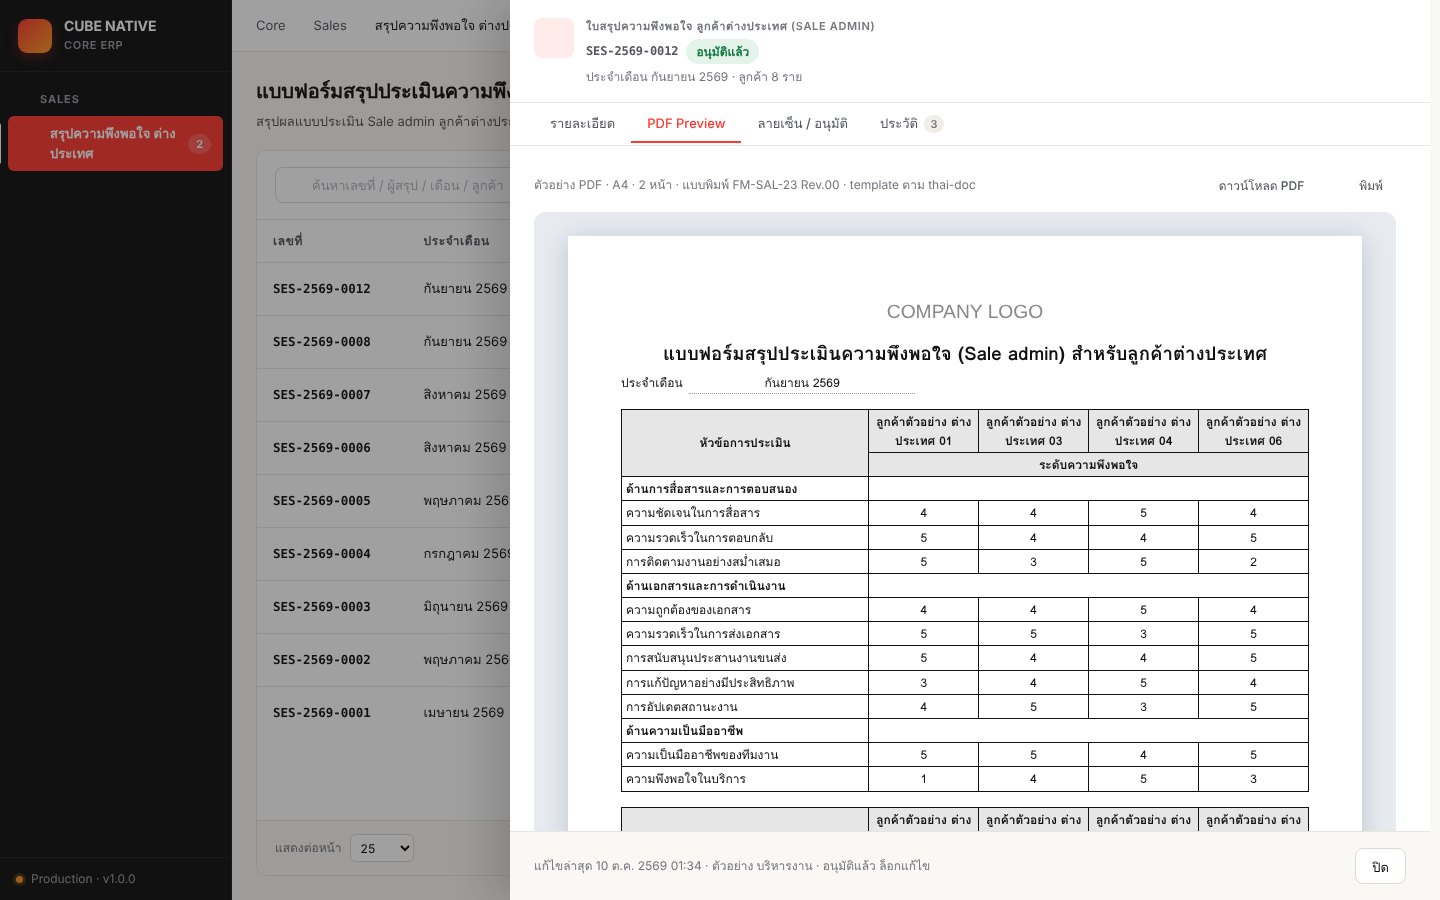 CUBE NATIVE
CORE ERP
SALES
สรุปความพึงพอใจ ต่าง
ประเทศ
2
Production · v1.0.0
Core Sales สรุปความพึงพอใจ ต่างป
แบบฟอร์มสรุปประเมินความพึง
สรุปผลแบบประเมิน Sale admin ลูกค้าต่างประ
ค้นหาเลขที่ / ผู้สรุป / เดือน / ลูกค้า
เลขที่ ประจำเดือน
SES-2569-0012 กันยายน 2569
SES-2569-0008 กันยายน 2569
SES-2569-0007 สิงหาคม 2569
SES-2569-0006 สิงหาคม 2569
SES-2569-0005 พฤษภาคม 256
SES-2569-0004 กรกฎาคม 2569
SES-2569-0003 มิถุนายน 2569
SES-2569-0002 พฤษภาคม 256
SES-2569-0001 เมษายน 2569
แสดงต่อหน้า 25
ใบสรุปความพึงพอใจ ลูกค้าต่างประเทศ (SALE ADMIN)
SES-2569-0012 อนุมัติแล้ว
ประจำเดือน กันยายน 2569 · ลูกค้า 8 ราย
รายละเอียด PDF Preview ลายเซ็น / อนุมัติ ประวัติ 3
ตัวอย่าง PDF · A4 · 2 หน้า · แบบพิมพ์ FM-SAL-23 Rev.00 · template ตาม thai-doc ดาวน์โหลด PDF พิมพ์
COMPANY LOGO
แบบฟอร์มสรุปประเมินความพึงพอใจ (Sale admin) สำหรับลูกค้าต่างประเทศ
ประจำเดือน กันยายน 2569
หัวข้อการประเมิน ลูกค้าตัวอย่าง ต่างประเทศ 01 ลูกค้าตัวอย่าง ต่างประเทศ 03 ลูกค้าตัวอย่าง ต่างประเทศ 04 ลูกค้าตัวอย่าง ต่างประเทศ 06
ระดับความพึงพอใจ
ด้านการสื่อสารและการตอบสนอง
ความชัดเจนในการสื่อสาร 4 4 5 4
ความรวดเร็วในการตอบกลับ 5 4 4 5
การติดตามงานอย่างสม่ำเสมอ 5 3 5 2
ด้านเอกสารและการดำเนินงาน
ความถูกต้องของเอกสาร 4 4 5 4
ความรวดเร็วในการส่งเอกสาร 5 5 3 5
การสนับสนุนประสานงานขนส่ง 5 4 4 5
การแก้ปัญหาอย่างมีประสิทธิภาพ 3 4 5 4
การอัปเดตสถานะงาน 4 5 3 5
ด้านความเป็นมืออาชีพ
ความเป็นมืออาชีพของทีมงาน 5 5 4 5
ความพึงพอใจในบริการ 1 4 5 3
ลูกค้าตัวอย่าง ต่าง ลูกค้าตัวอย่าง ต่าง ลูกค้าตัวอย่าง ต่าง ลูกค้าตัวอย่าง ต่าง
แก้ไขล่าสุด 10 ต.ค. 2569 01:34 · ตัวอย่าง บริหารงาน · อนุมัติแล้ว ล็อกแก้ไข ปิด